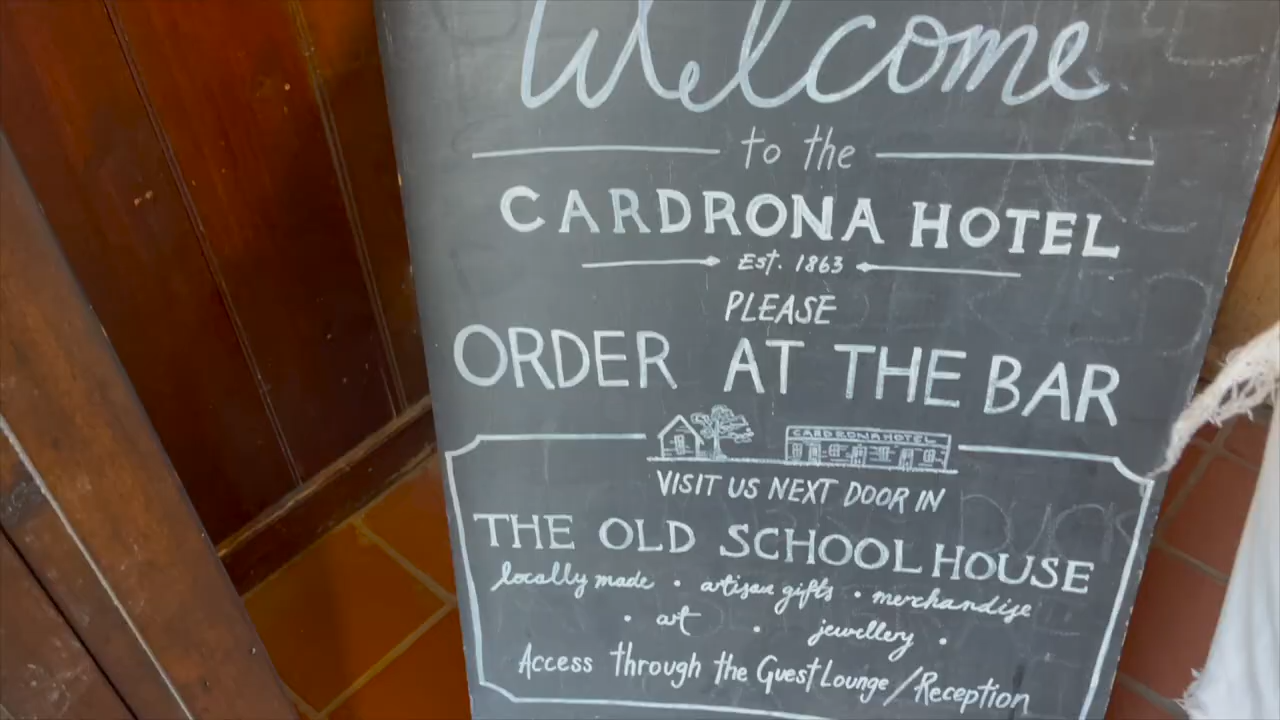 Welcome
to the
CARDRONA HOTEL
Est. 1863
PLEASE
ORDER AT THE BAR
CARDRONA HOTEL
VISIT US NEXT DOOR IN
THE OLD SCHOOL HOUSE
locally made • artisan gifts • merchandise
• art • jewellery •
Access through the Guest Lounge/Reception